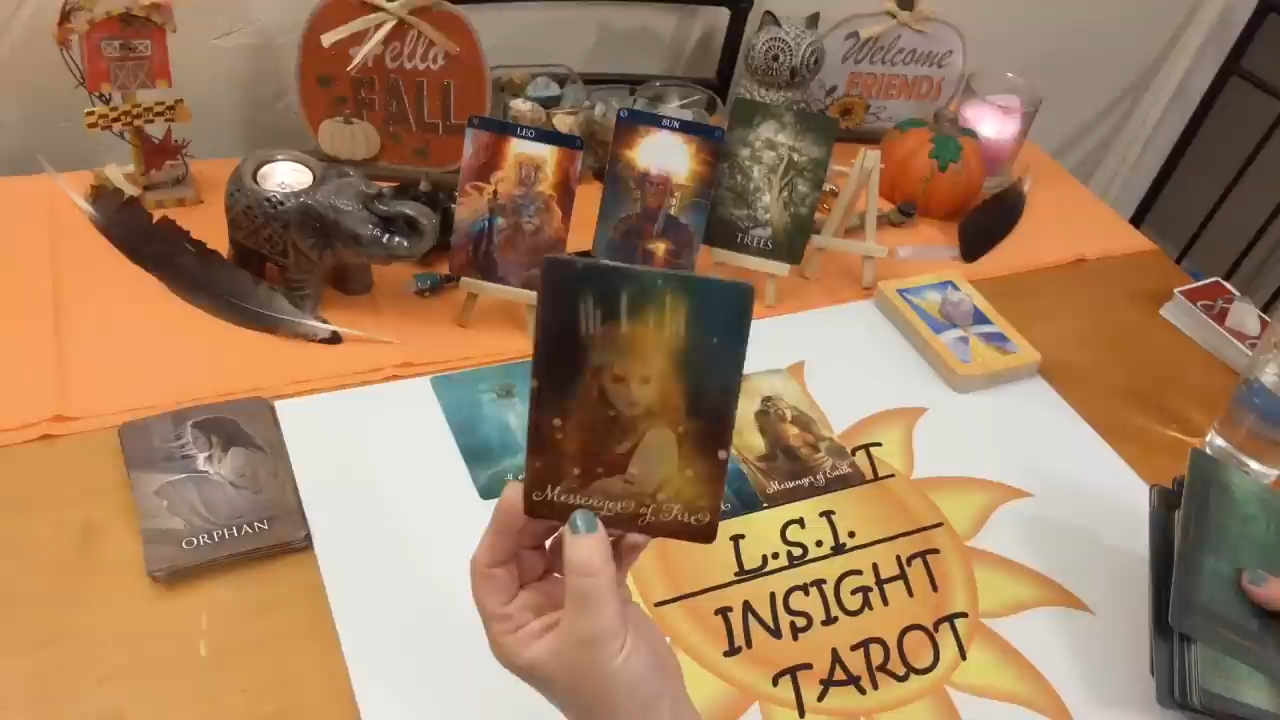 Hello
FALL
Welcome
FRIENDS
LEO
SUN
TREES
Messenger of Fire
Messenger of Earth
ORPHAN
L.S.I.
INSIGHT
TAROT